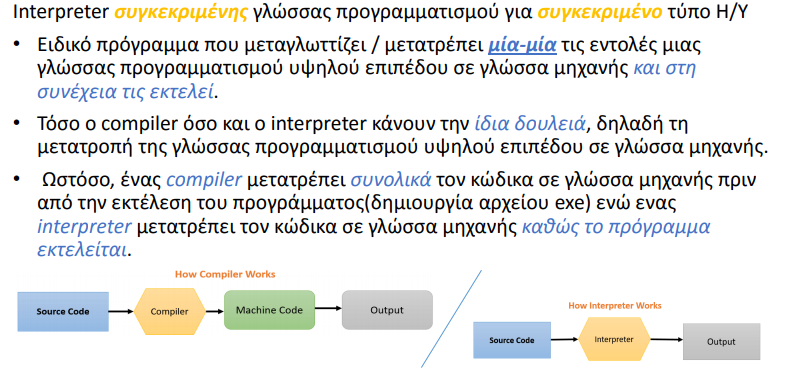 Interpreter συγκεκριμένης γλώσσας προγραμματισμού για συγκεκριμένο τύπο Η/Υ
• Ειδικό πρόγραμμα που μεταγλωττίζει / μετατρέπει μία-μία τις εντολές μιας
γλώσσας προγραμματισμού υψηλού επιπέδου σε γλώσσα μηχανής και στη
συνέχεια τις εκτελεί.
• Τόσο ο compiler όσο και ο interpreter κάνουν την ίδια δουλειά, δηλαδή τη
μετατροπή της γλώσσας προγραμματισμού υψηλού επιπέδου σε γλώσσα μηχανής.
• Ωστόσο, ένας compiler μετατρέπει συνολικά τον κώδικα σε γλώσσα μηχανής πριν
από την εκτέλεση του προγράμματος(δημιουργία αρχείου exe) ενώ ενας
interpreter μετατρέπει τον κώδικα σε γλώσσα μηχανής καθώς το πρόγραμμα
εκτελείται.
How Compiler Works
Source Code
Compiler
Machine Code
Output
How Interpreter Works
Source Code
Interpreter
Output